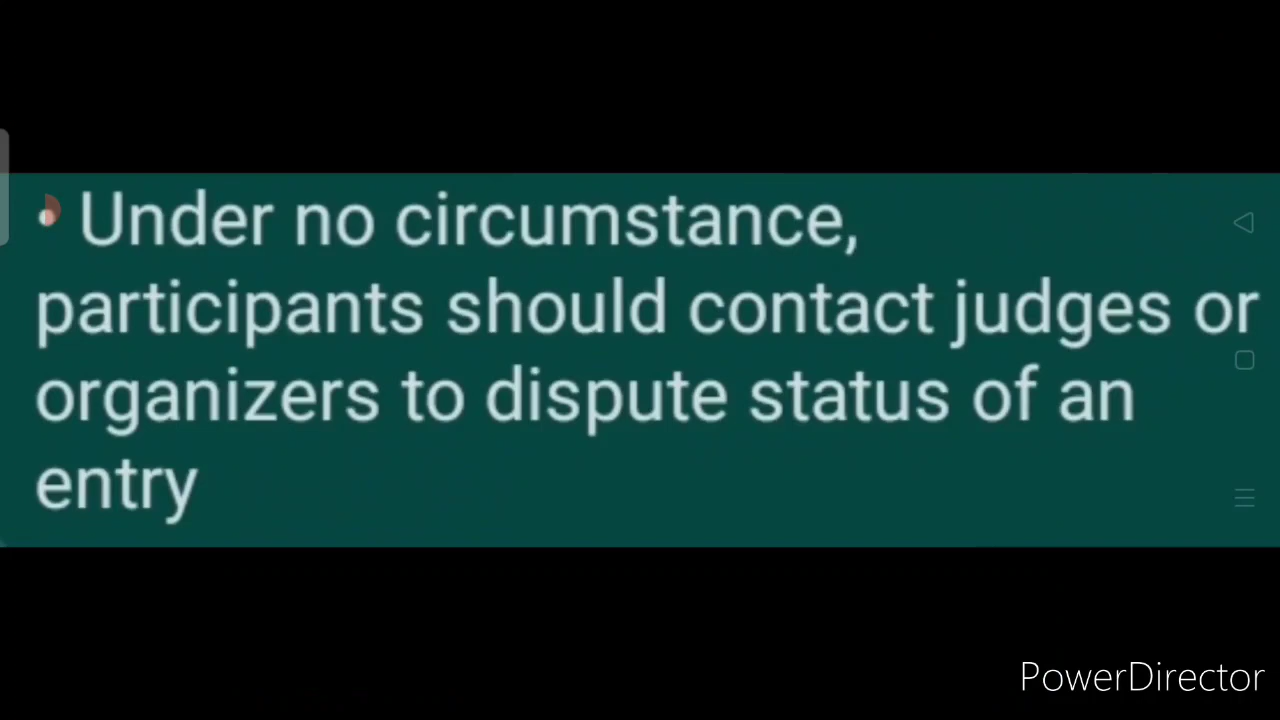 • Under no circumstance,
participants should contact judges or
organizers to dispute status of an
entry
PowerDirector